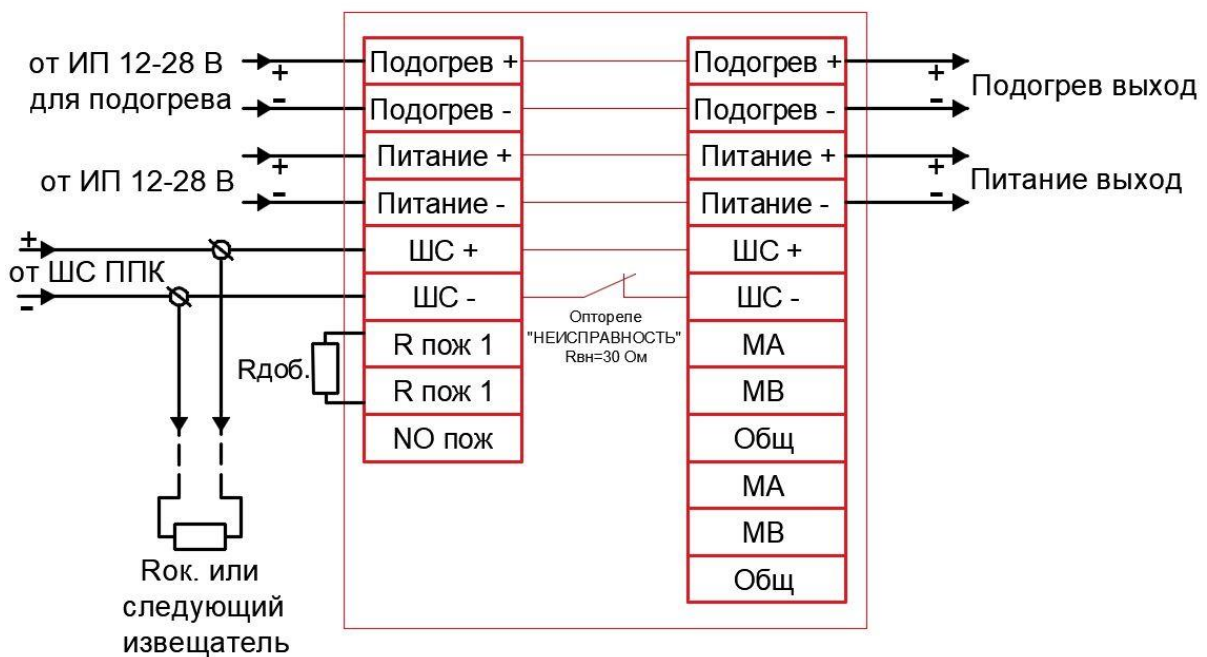 от ИП 12-28 В
для подогрева
+
-
от ИП 12-28 В
+
-
+
от ШС ППК
-
Rдоб.
Rок. или
следующий
извещатель
Подогрев +
Подогрев -
Питание +
Питание -
ШС +
ШС -
R пож 1
R пож 1
NO пож
Оптореле
"НЕИСПРАВНОСТЬ"
Rвн=30 Ом
Подогрев +
Подогрев -
Питание +
Питание -
ШС +
ШС -
МА
МВ
Общ
МА
МВ
Общ
+
-
Подогрев выход
+
-
Питание выход